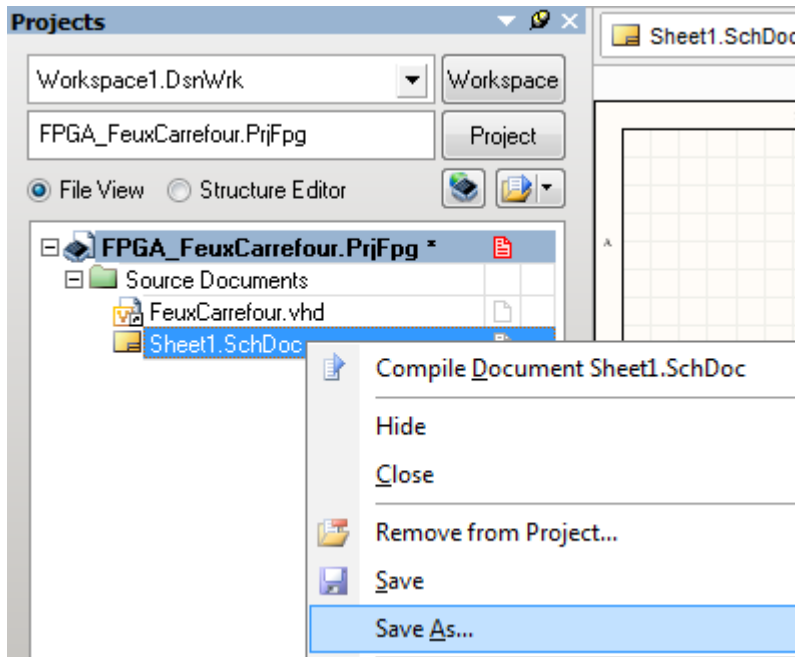 Projects
Sheet1.SchDoc
Workspace1.DsnWrk Workspace
FPGA_FeuxCarrefour.PrjFpg Project
File View Structure Editor
A
FPGA_FeuxCarrefour.PrjFpg *
Source Documents
FeuxCarrefour.vhd
Sheet1.SchDoc
Compile Document Sheet1.SchDoc
Hide
Close
Remove from Project...
Save
Save As...